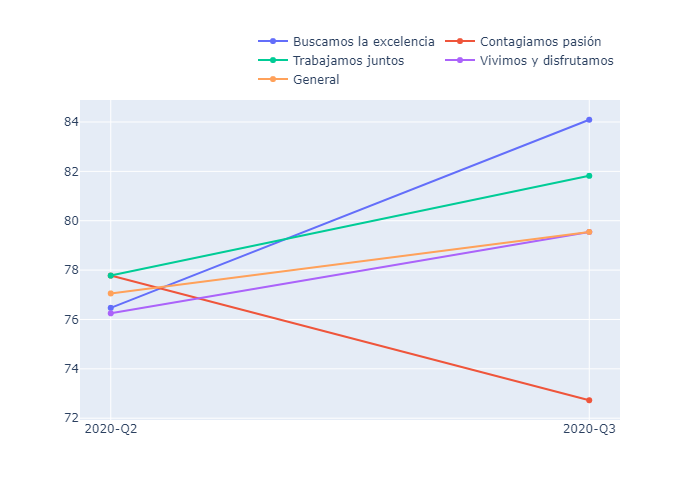 Buscamos la excelencia Contagiamos pasión
Trabajamos juntos Vivimos y disfrutamos
General
84
82
80
78
76
74
72
2020-Q2 2020-Q3